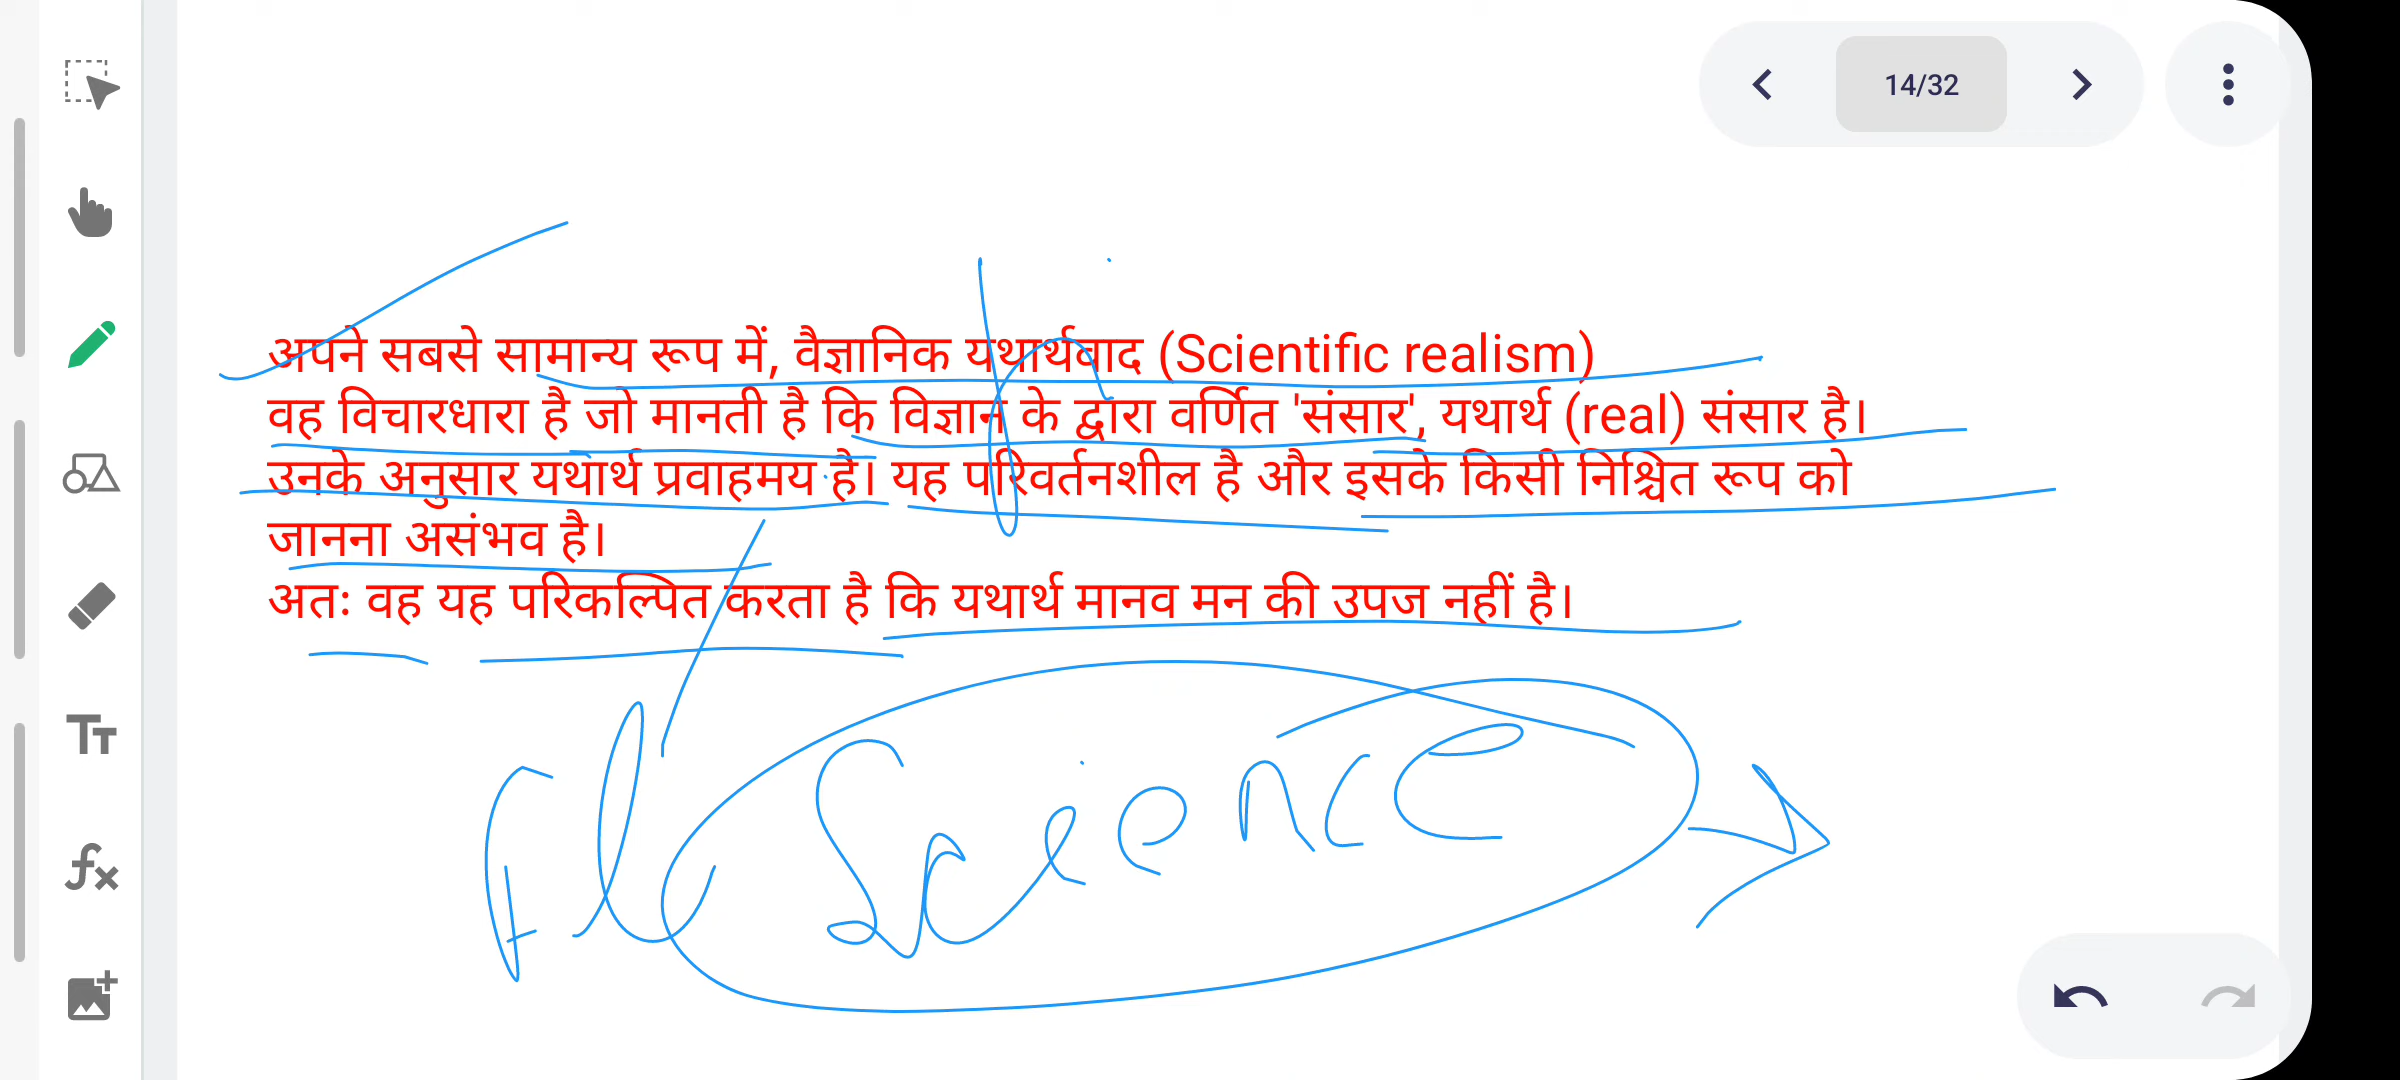 14/32
अपने सबसे सामान्य रूप में, वैज्ञानिक यथार्थवाद (Scientific realism)
वह विचारधारा है जो मानती है कि विज्ञान के द्वारा वर्णित 'संसार', यथार्थ (real) संसार है।
उनके अनुसार यथार्थ प्रवाहमय है। यह परिवर्तनशील है और इसके किसी निश्चित रूप को
जानना असंभव है।
अतः वह यह परिकल्पित करता है कि यथार्थ मानव मन की उपज नहीं है।
Science